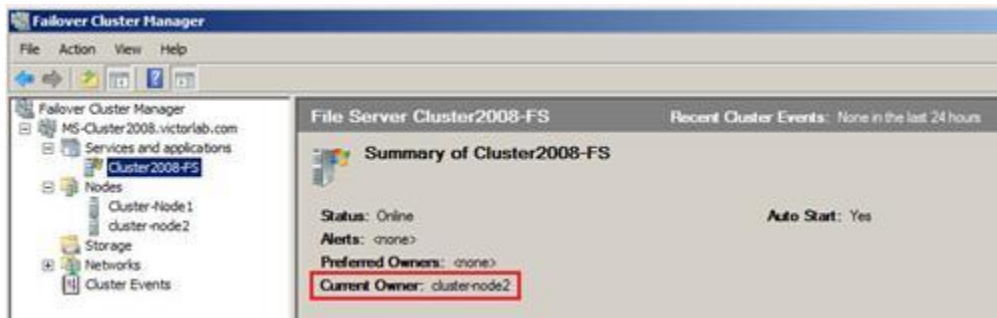 Failover Cluster Manager
File Action View Help
Failover Cluster Manager
MS-Cluster2008.victorlab.com
Services and applications
Cluster2008-FS
Nodes
Cluster-Node1
cluster-node2
Storage
Networks
Cluster Events
File Server Cluster2008-FS Recent Cluster Events: None in the last 24 hours
Summary of Cluster2008-FS
Status: Online Auto Start: Yes
Alerts: <none>
Preferred Owners: <none>
Current Owner: cluster-node2